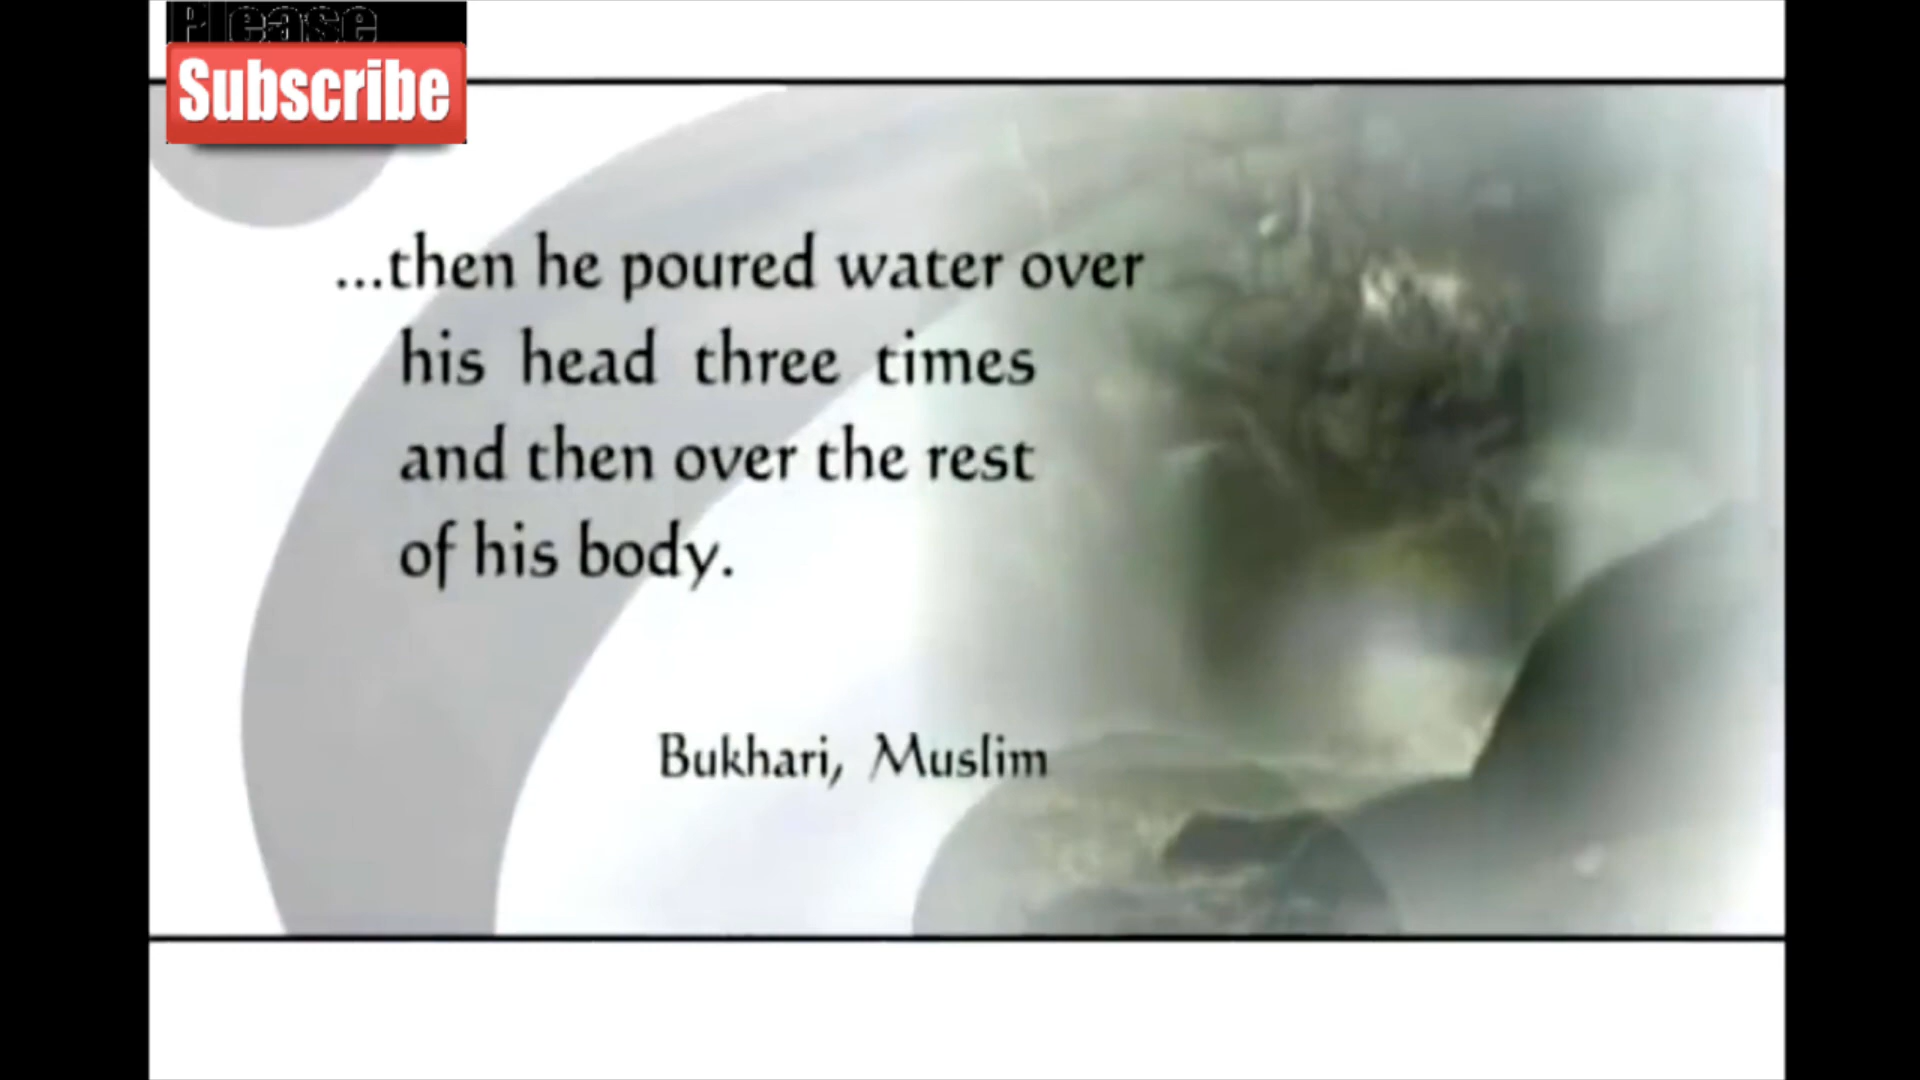 Please
Subscribe
...then he poured water over
his head three times
and then over the rest
of his body.
Bukhari, Muslim